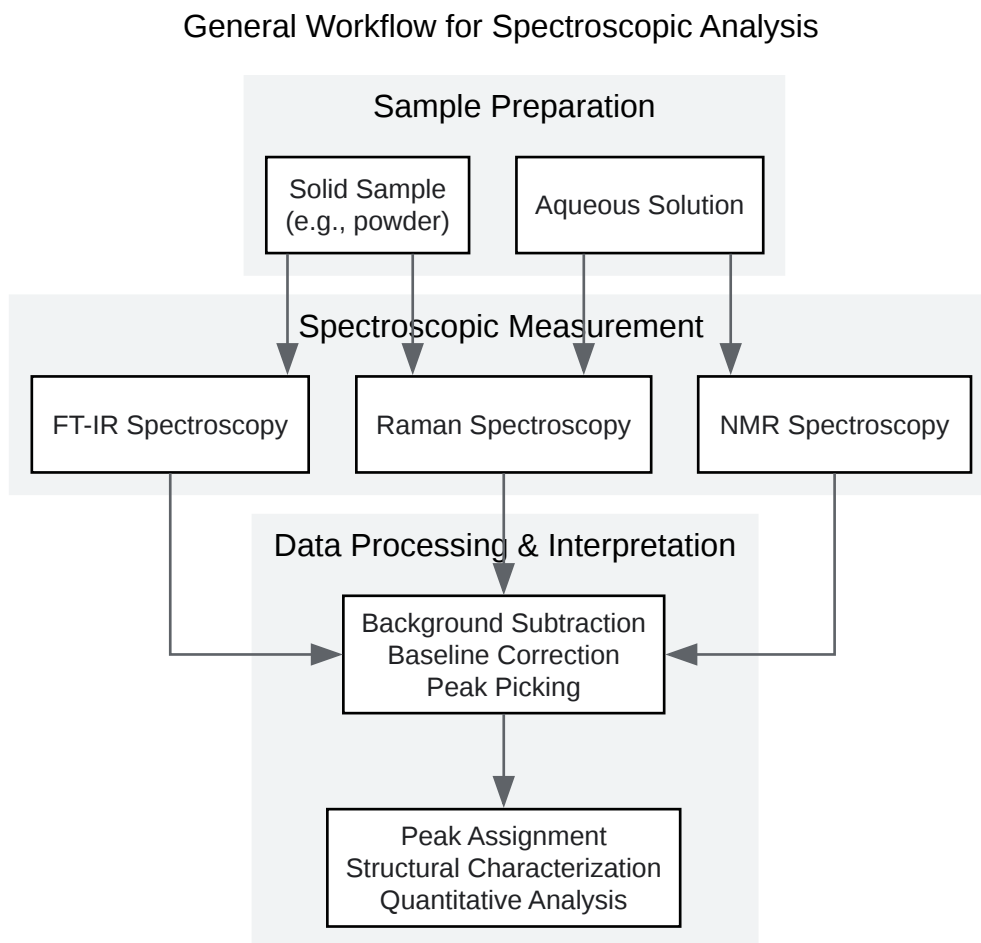 General Workflow for Spectroscopic Analysis
Sample Preparation
Solid Sample
(e.g., powder)
Aqueous Solution
Spectroscopic Measurement
FT-IR Spectroscopy
Raman Spectroscopy
NMR Spectroscopy
Data Processing & Interpretation
Background Subtraction
Baseline Correction
Peak Picking
Peak Assignment
Structural Characterization
Quantitative Analysis